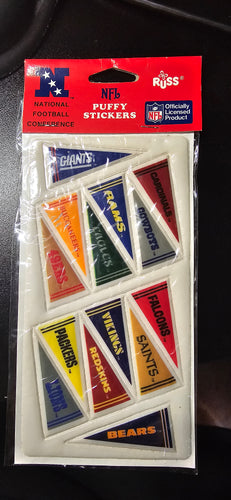 N
NATIONAL
FOOTBALL
CONFERENCE
NFL
PUFFY
STICKERS
RUSS®
NFL
Officially
Licensed
Product
GIANTS
BUCCANEERS
49ERS
RAMS
EAGLES
CARDINALS
COWBOYS
PACKERS
LIONS
VIKINGS
REDSKINS
FALCONS
SAINTS
BEARS